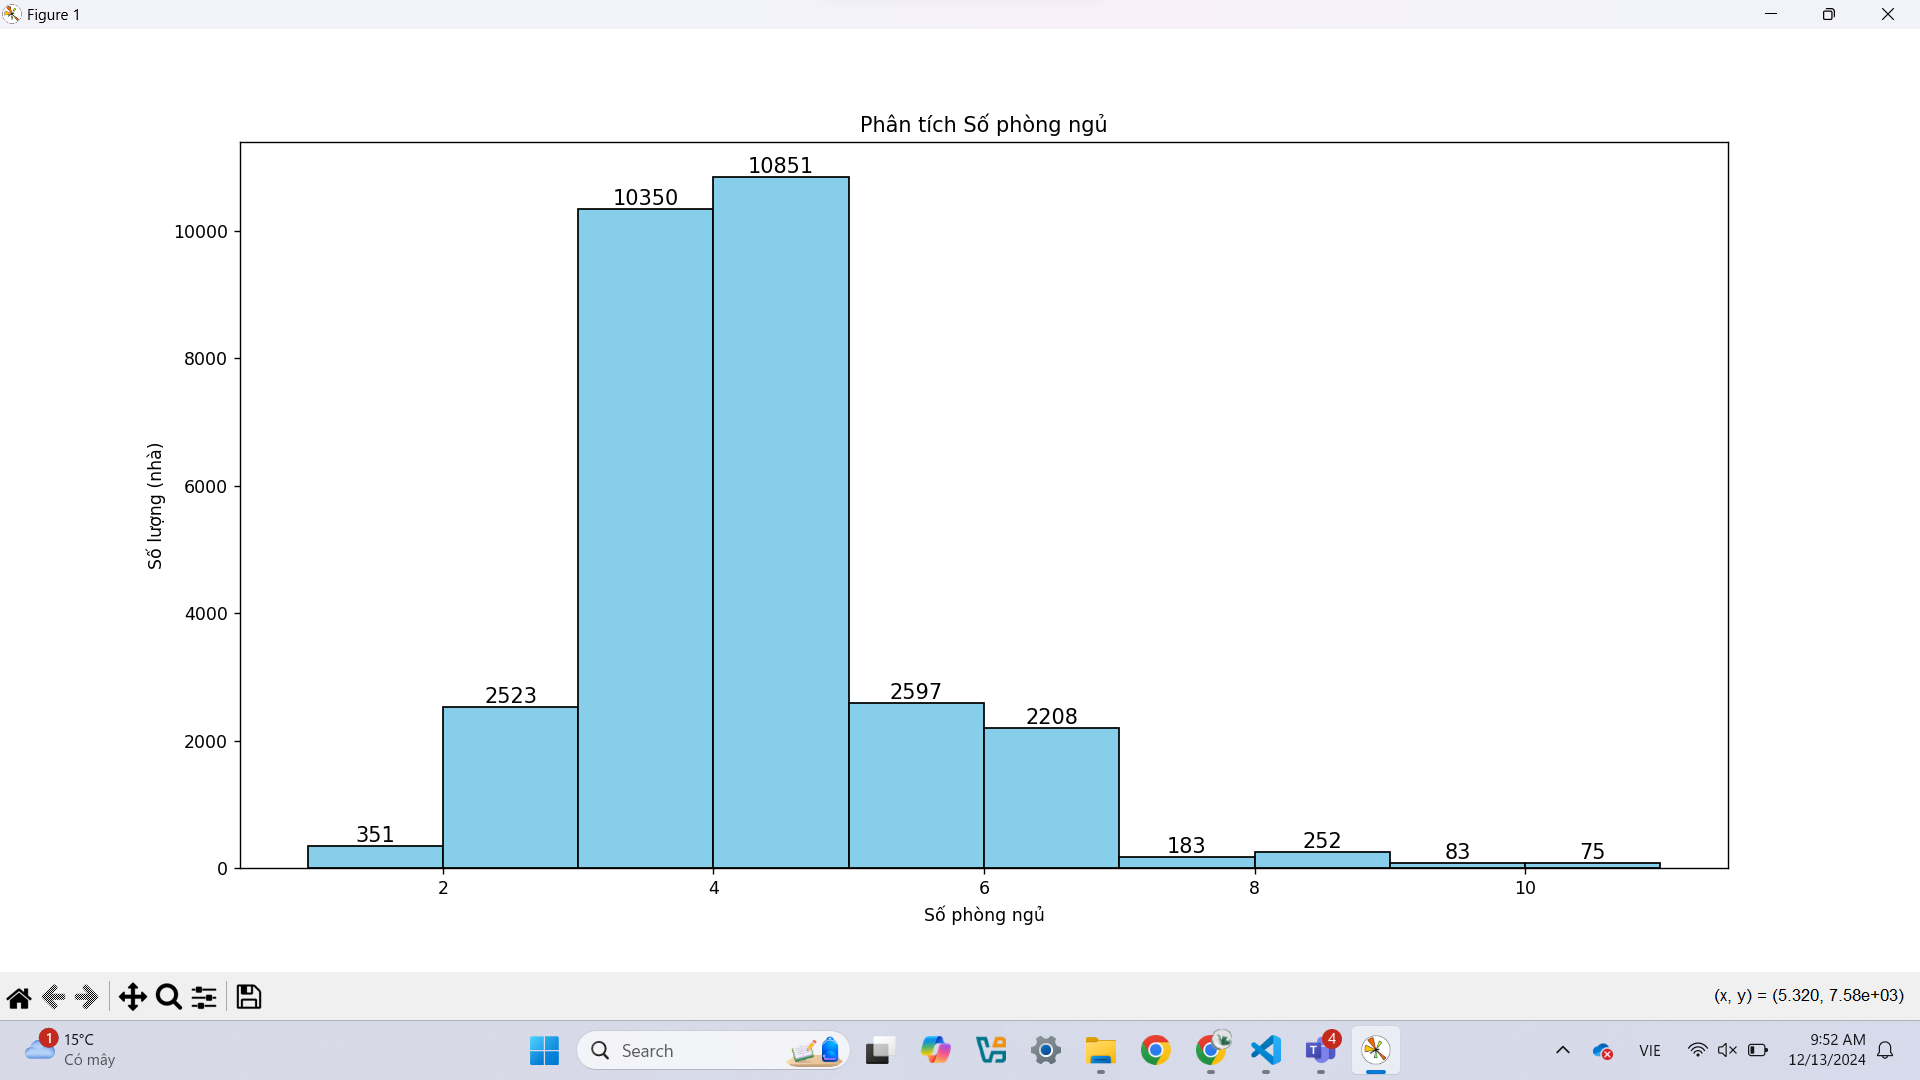 Figure 1
Phân tích Số phòng ngủ
10851
10350
10000
8000
6000
4000
2000
0
Số lượng (nhà)
2523
2597
2208
351
183
252
83
75
2
4
6
8
10
Số phòng ngủ
(x, y) = (5.320, 7.58e+03)
1
15°C
Có mây
Search
4
VIE
9:52 AM
12/13/2024